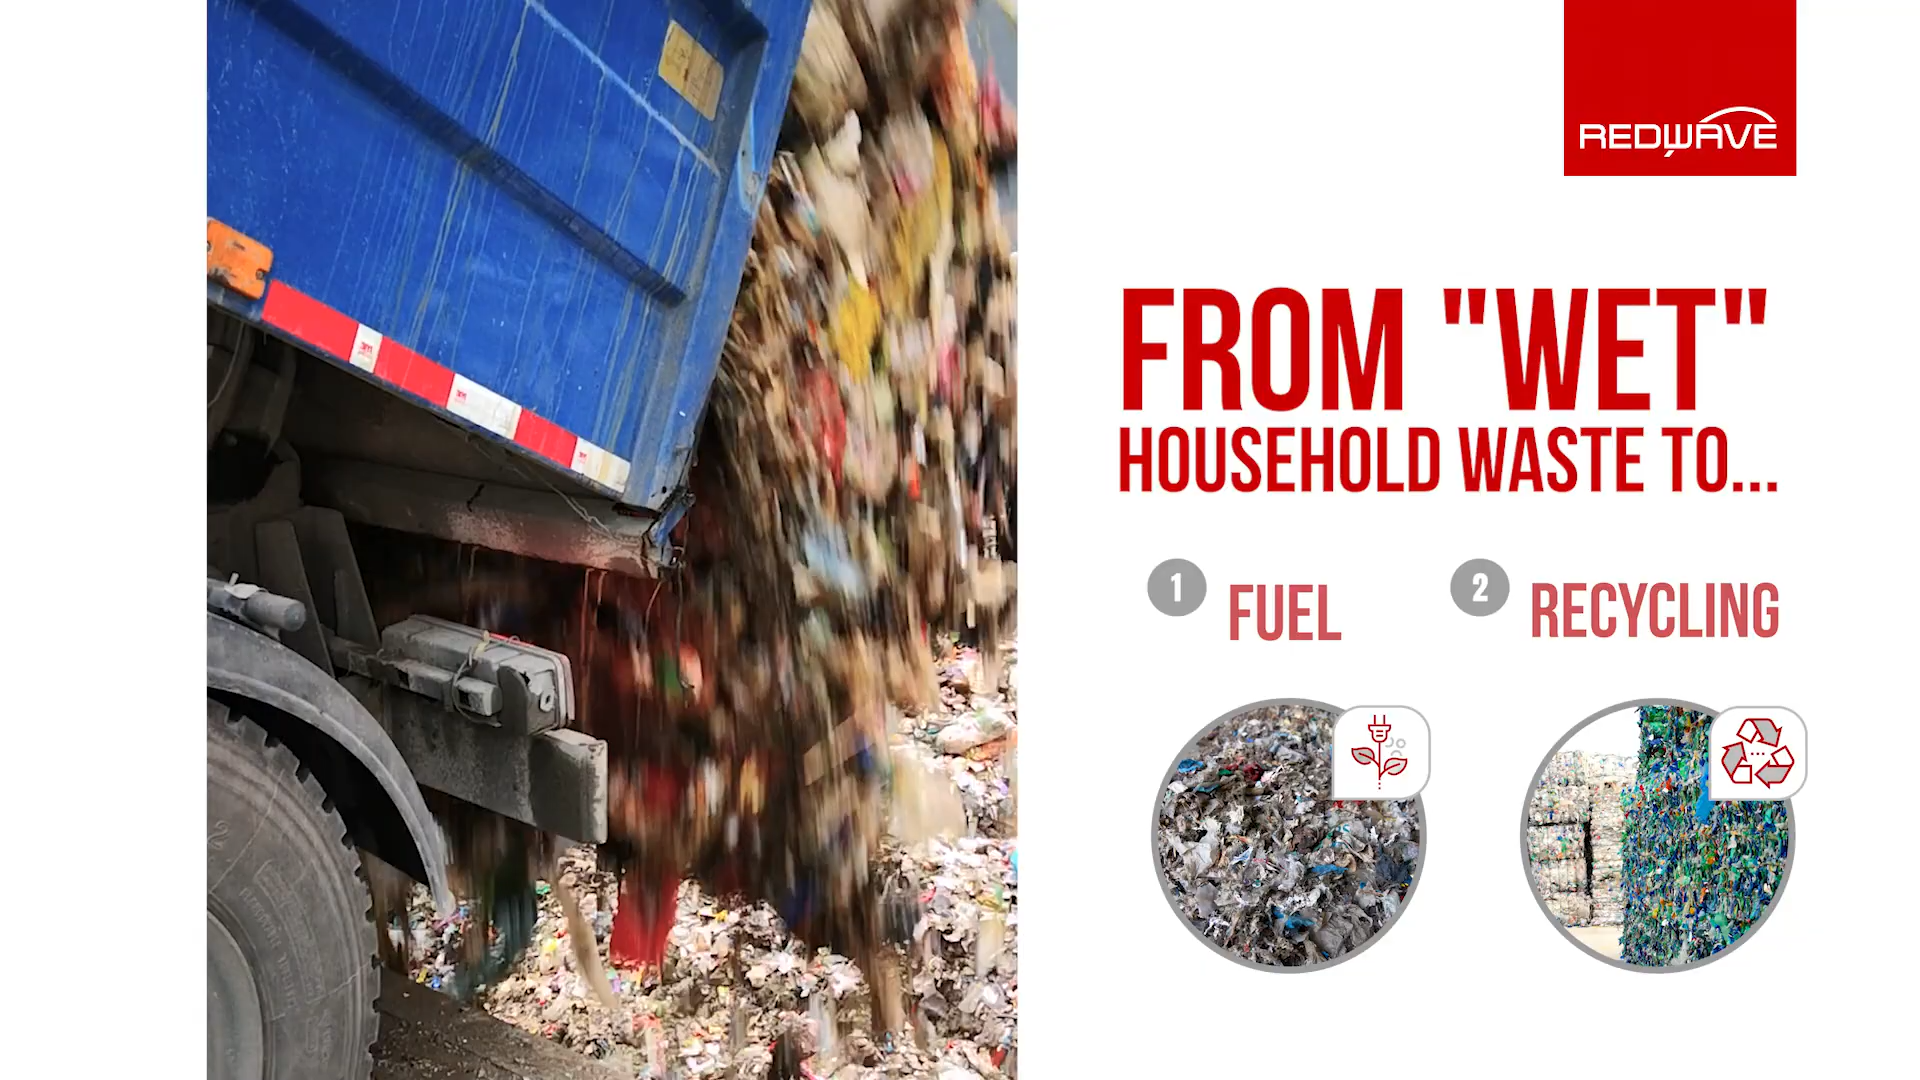 REDWAVE
FROM "WET"
HOUSEHOLD WASTE TO...
1 FUEL
2 RECYCLING